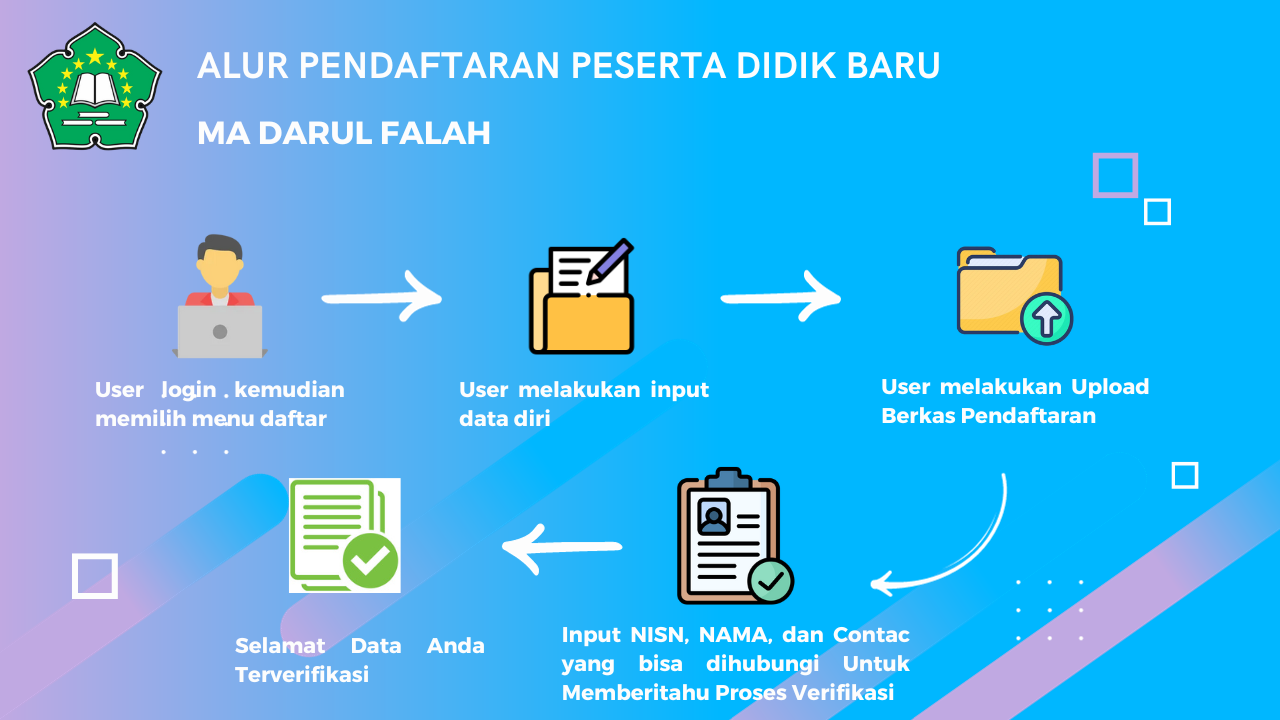 ALUR PENDAFTARAN PESERTA DIDIK BARU
MA DARUL FALAH
User login kemudian
memilih menu daftar
User melakukan input
data diri
User melakukan Upload
Berkas Pendaftaran
Input NISN, NAMA, dan Contac
yang bisa dihubungi Untuk
Memberitahu Proses Verifikasi
Selamat Data Anda
Terverifikasi